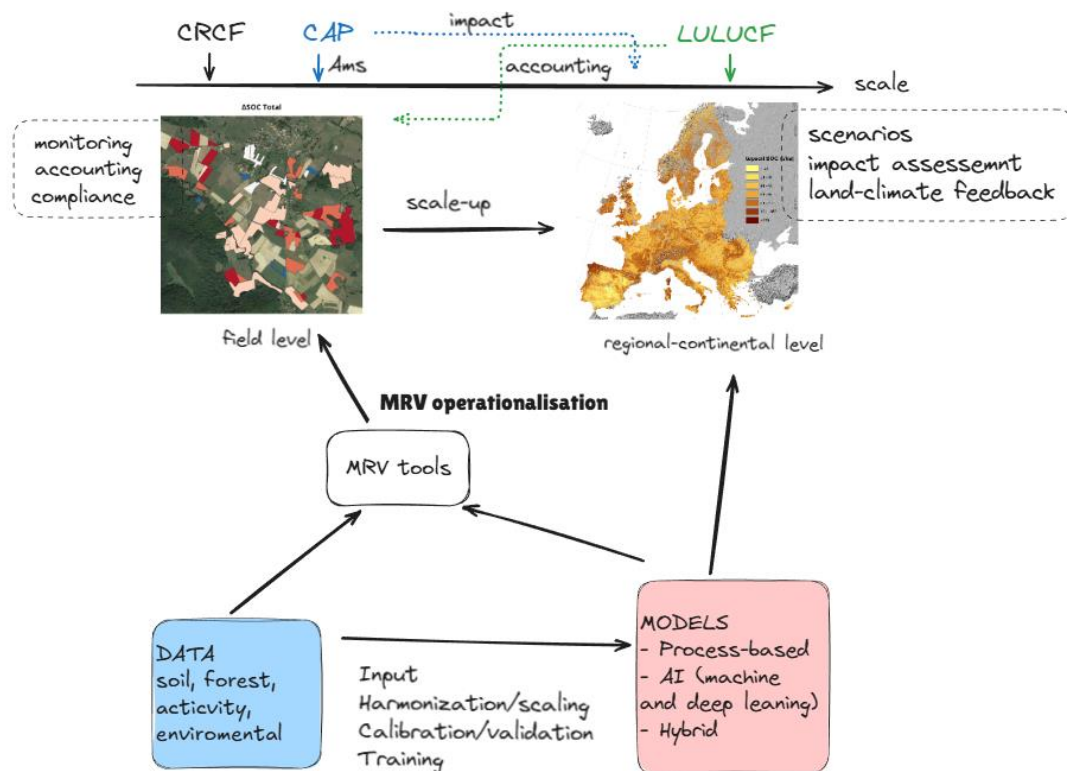 CRCF
CAP
impact
LULUCF
Ams
accounting
scale
ΔSOC Total
monitoring
accounting
compliance
scale-up
scenarios
impact assessemnt
land-climate feedback
field level
regional-continental level
MRV operationalisation
MRV tools
DATA
soil, forest,
acticvity,
enviromental
Input
Harmonization/scaling
Calibration/validation
Training
MODELS
- Process-based
- AI (machine
and deep leaning)
- Hybrid